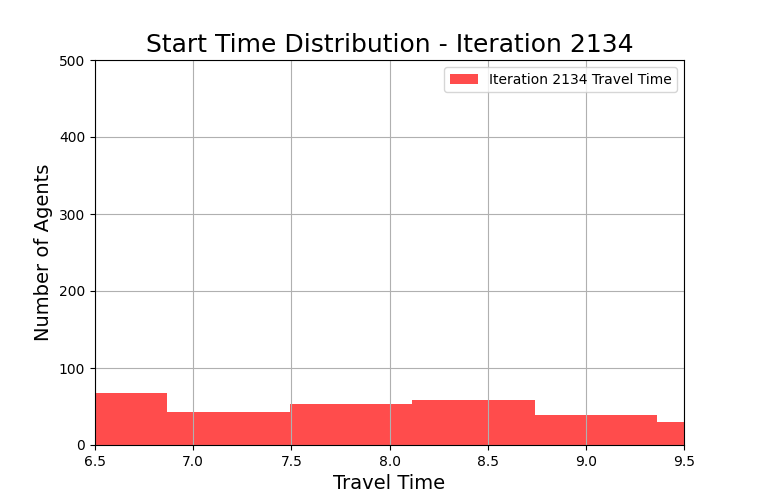 Start Time Distribution - Iteration 2134
500
400
300
200
100
0
Number of Agents
Iteration 2134 Travel Time
6.5 7.0 7.5 8.0 8.5 9.0 9.5
Travel Time